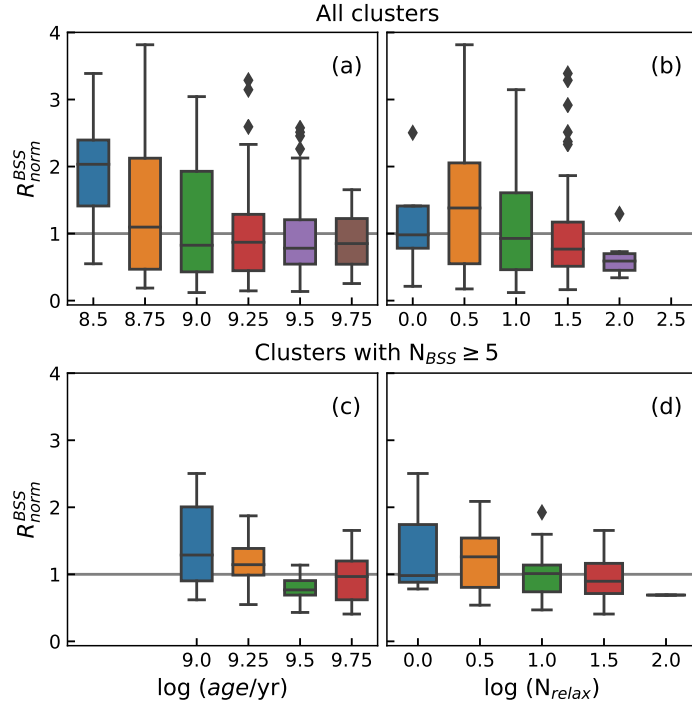 All clusters
4
3
2
1
0
R^{BSS}_{norm}
(a)
(b)
8.5 8.75 9.0 9.25 9.5 9.75
0.0 0.5 1.0 1.5 2.0 2.5
Clusters with N_{BSS} ≥ 5
4
3
2
1
0
R^{BSS}_{norm}
(c)
(d)
9.0 9.25 9.5 9.75
0.0 0.5 1.0 1.5 2.0
log (age/yr)
log (N_{relax})